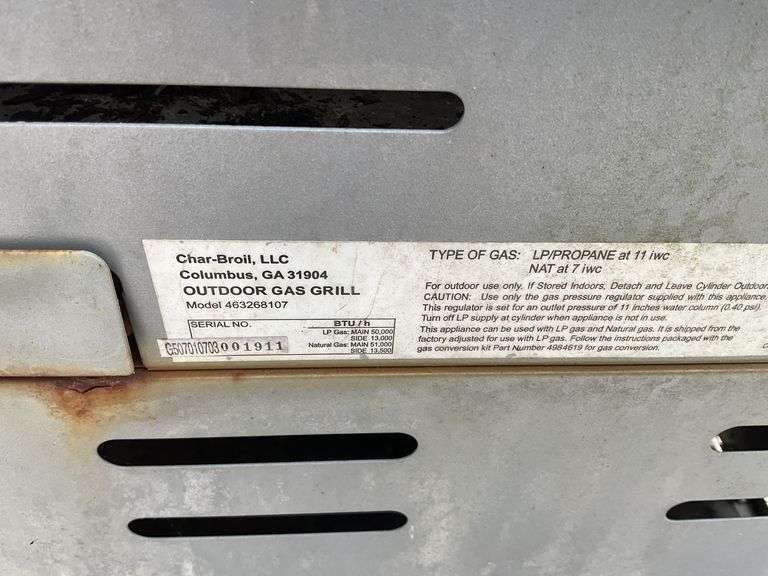 Char-Broil, LLC
Columbus, GA 31904
OUTDOOR GAS GRILL
Model 463268107
SERIAL NO.
G507010703001911
BTU / h
LP Gas: MAIN 50,000
SIDE 13,000
Natural Gas: MAIN 51,000
SIDE 13,500
TYPE OF GAS: LP/PROPANE at 11 iwc
NAT at 7 iwc
For outdoor use only. If Stored Indoors, Detach and Leave Cylinder Outdoor
CAUTION: Use only the gas pressure regulator supplied with this appliance.
This regulator is set for an outlet pressure of 11 inches water column (0.40 psi).
Turn off LP supply at cylinder when appliance is not in use.
This appliance can be used with LP gas and Natural gas. It is shipped from the
factory adjusted for use with LP gas. Follow the instructions packaged with the
gas conversion kit Part Number 4984619 for gas conversion.